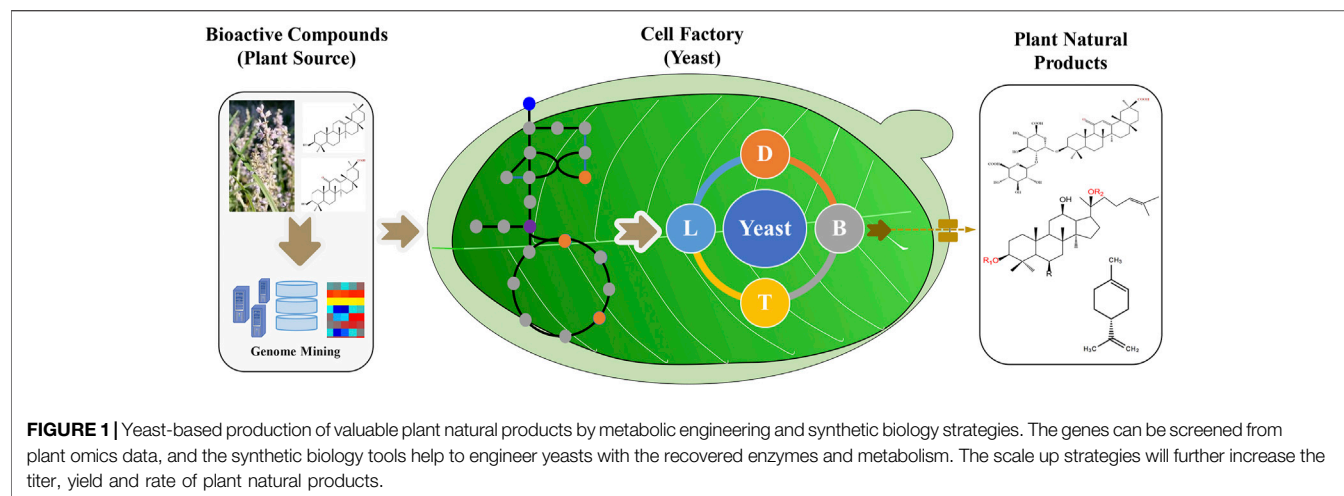 Bioactive Compounds
(Plant Source)
Genome Mining
Cell Factory
(Yeast)
D
L
Yeast
B
T
Plant Natural
Products
OR₂
OH
R₁O
R
CH₃
H₃C
CH₂
FIGURE 1 | Yeast-based production of valuable plant natural products by metabolic engineering and synthetic biology strategies. The genes can be screened from
plant omics data, and the synthetic biology tools help to engineer yeasts with the recovered enzymes and metabolism. The scale up strategies will further increase the
titer, yield and rate of plant natural products.